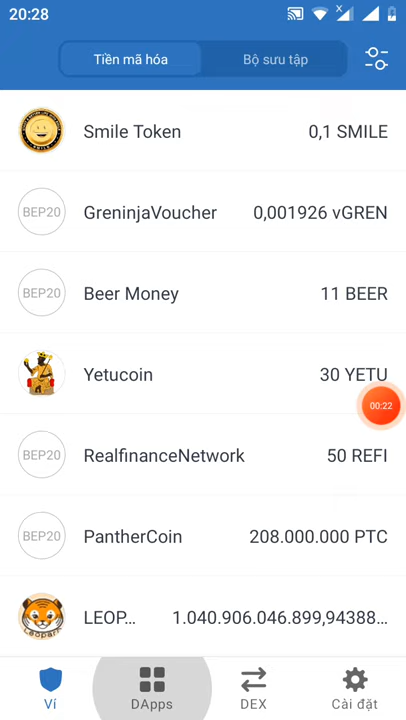 20:28
Tiền mã hóa
Bộ sưu tập
Smile Token 0,1 SMILE
BEP20 GreninjaVoucher 0,001926 vGREN
BEP20 Beer Money 11 BEER
Yetucoin 30 YETU
00:22
BEP20 RealfinanceNetwork 50 REFI
BEP20 PantherCoin 208.000.000 PTC
LEOP... 1.040.906.046.899,94388...
Ví DApps DEX Cài đặt